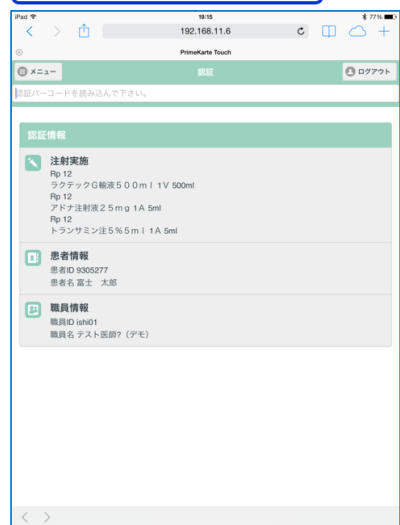 iPad 19:15 77%
192.168.11.6
PrimeKarte Touch
メニュー 認証 ログアウト
認証バーコードを読み込んで下さい。
認証情報
注射実施
Rp 12
ラクテックＧ輸液５００ｍｌ 1V 500ml
Rp 12
アドナ注射液２５ｍｇ 1A 5ml
Rp 12
トランサミン注５％５ｍｌ 1A 5ml
患者情報
患者ID 9305277
患者名 富士　太郎
職員情報
職員ID ishi01
職員名 テスト医師?（デモ）